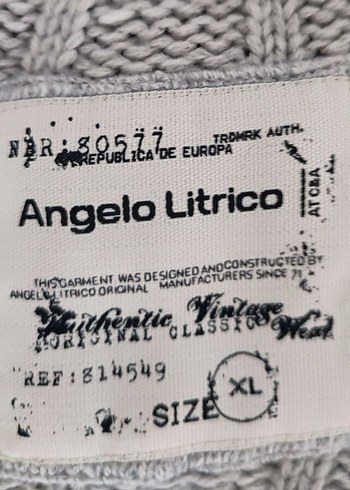 NBR:80577 TRDMRK AUTH.
REPUBLICA DE EUROPA
Angelo Litrico
AT C&A
THIS GARMENT WAS DESIGNED AND CONSTRUCTED BY
ANGELO LITRICO ORIGINAL MANUFACTURERS SINCE 71
Authentic Vintage
ORIGINAL CLASSIC Wear
REF:814549
SIZE XL